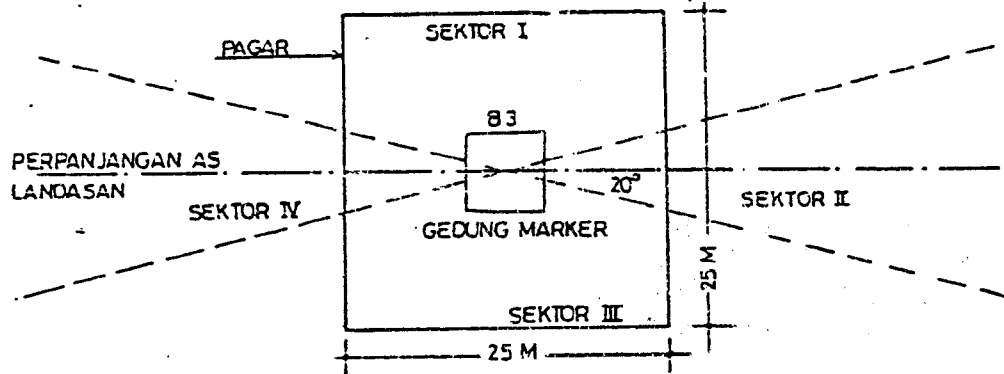 SEKTOR I
PAGAR
83
PERPANJANGAN AS
LANDASAN
20°
SEKTOR IV
SEKTOR II
GEDUNG MARKER
25 M
SEKTOR III
25 M